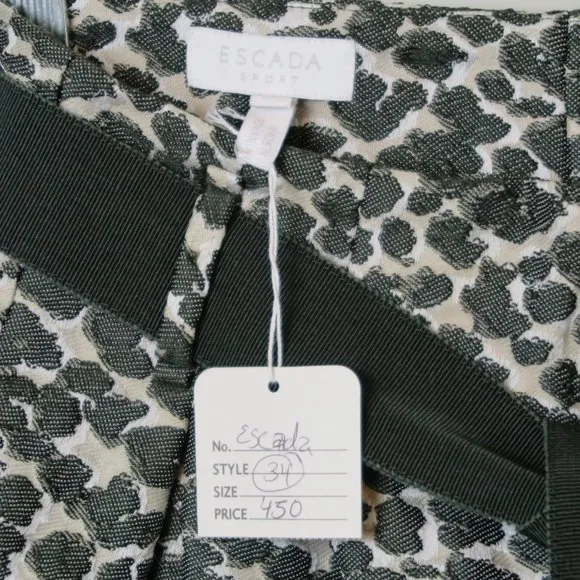 ESCADA
SPORT
No. Escada
STYLE 34
SIZE
PRICE 450